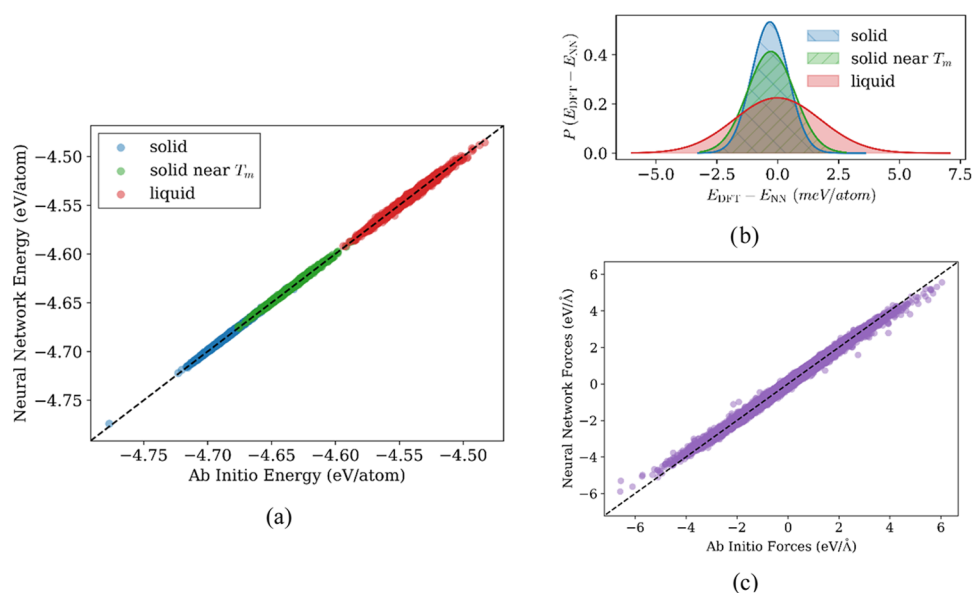 Neural Network Energy (eV/atom)
−4.50
−4.55
−4.60
−4.65
−4.70
−4.75
solid
solid near Tm
liquid
−4.75 −4.70 −4.65 −4.60 −4.55 −4.50
Ab Initio Energy (eV/atom)
(a)
P (EDFT − ENN)
0.4
0.2
0.0
solid
solid near Tm
liquid
−5.0 −2.5 0.0 2.5 5.0 7.5
EDFT − ENN (meV/atom)
(b)
Neural Network Forces (eV/Å)
6
4
2
0
−2
−4
−6
−6 −4 −2 0 2 4 6
Ab Initio Forces (eV/Å)
(c)